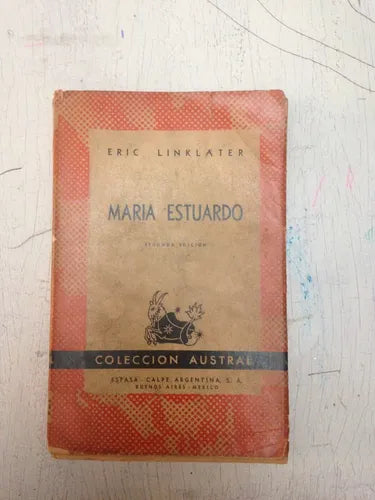 ERIC LINKLATER
MARIA ESTUARDO
SEGUNDA EDICION
COLECCION AUSTRAL
ESPASA - CALPE ARGENTINA, S. A.
BUENOS AIRES - MEXICO